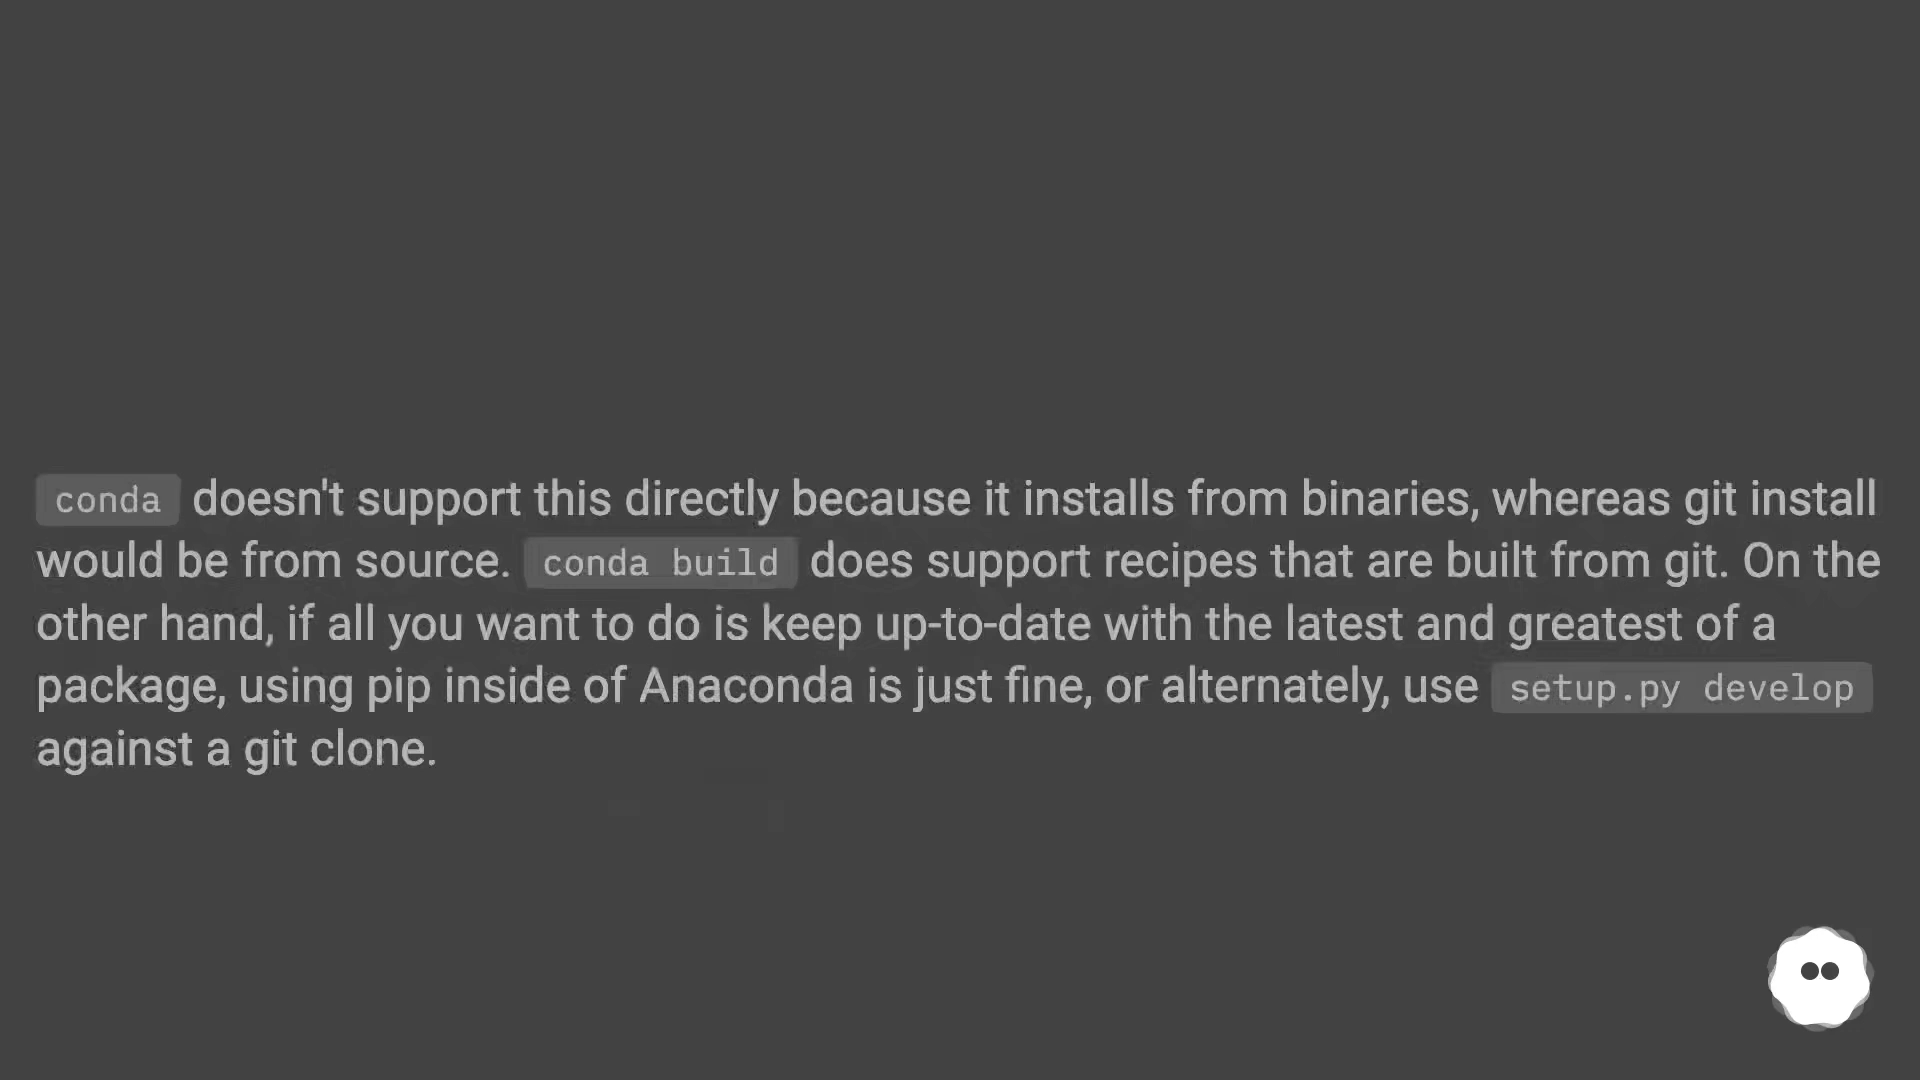 conda doesn't support this directly because it installs from binaries, whereas git install
would be from source. conda build does support recipes that are built from git. On the
other hand, if all you want to do is keep up-to-date with the latest and greatest of a
package, using pip inside of Anaconda is just fine, or alternately, use setup.py develop
against a git clone.